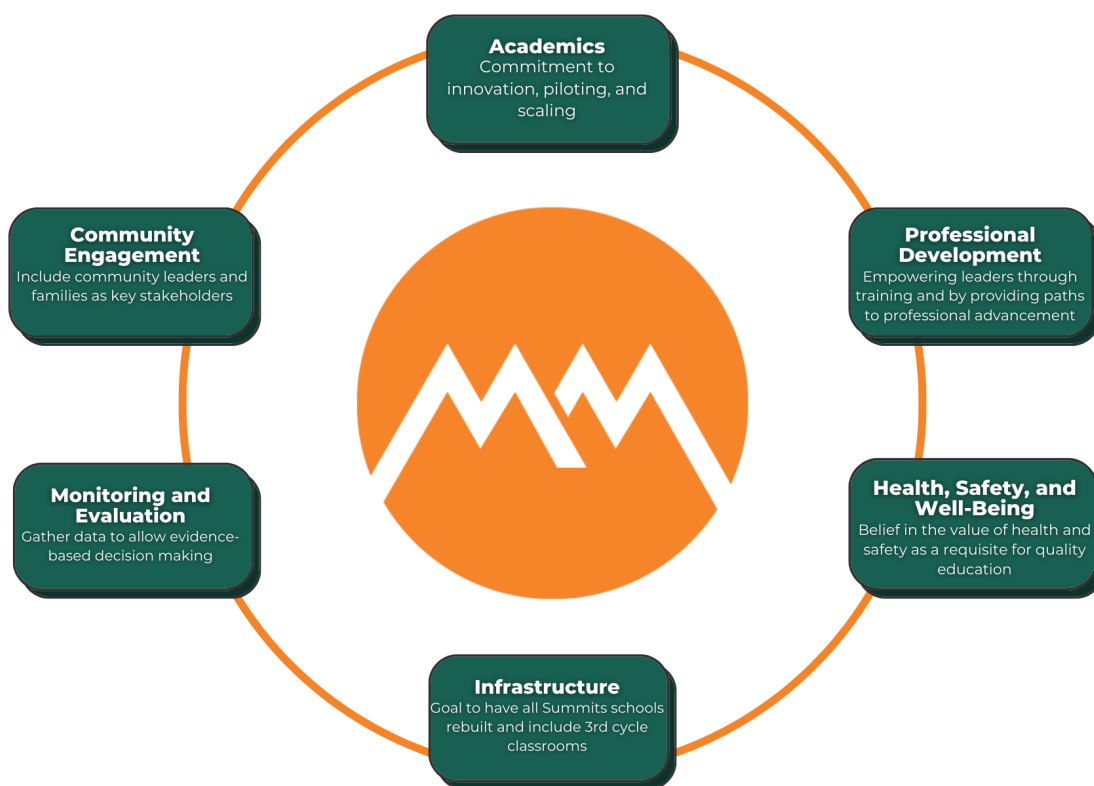 Academics
Commitment to
innovation, piloting, and
scaling
Community
Engagement
Include community leaders and
families as key stakeholders
Professional
Development
Empowering leaders through
training and by providing paths
to professional advancement
Monitoring and
Evaluation
Gather data to allow evidence-
based decision making
Health, Safety, and
Well-Being
Belief in the value of health and
safety as a requisite for quality
education
Infrastructure
Goal to have all Summits schools
rebuilt and include 3rd cycle
classrooms